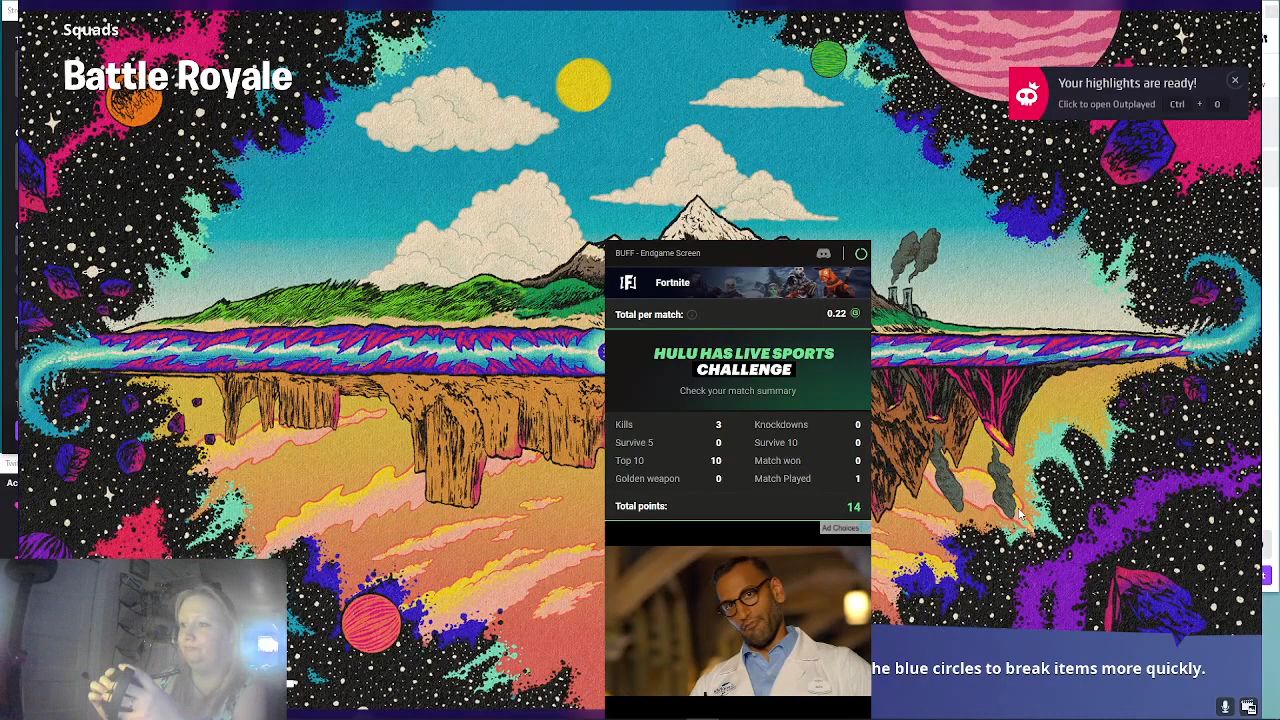 Squads
Battle Royale
Your highlights are ready!
Click to open Outplayed Ctrl + O
BUFF - Endgame Screen
Fortnite
Total per match: 0.22
HULU HAS LIVE SPORTS
CHALLENGE
Check your match summary
Kills 3 Knockdowns 0
Survive 5 0 Survive 10 0
Top 10 10 Match won 0
Golden weapon 0 Match Played 1
Total points: 14
Ad Choices
he blue circles to break items more quickly.